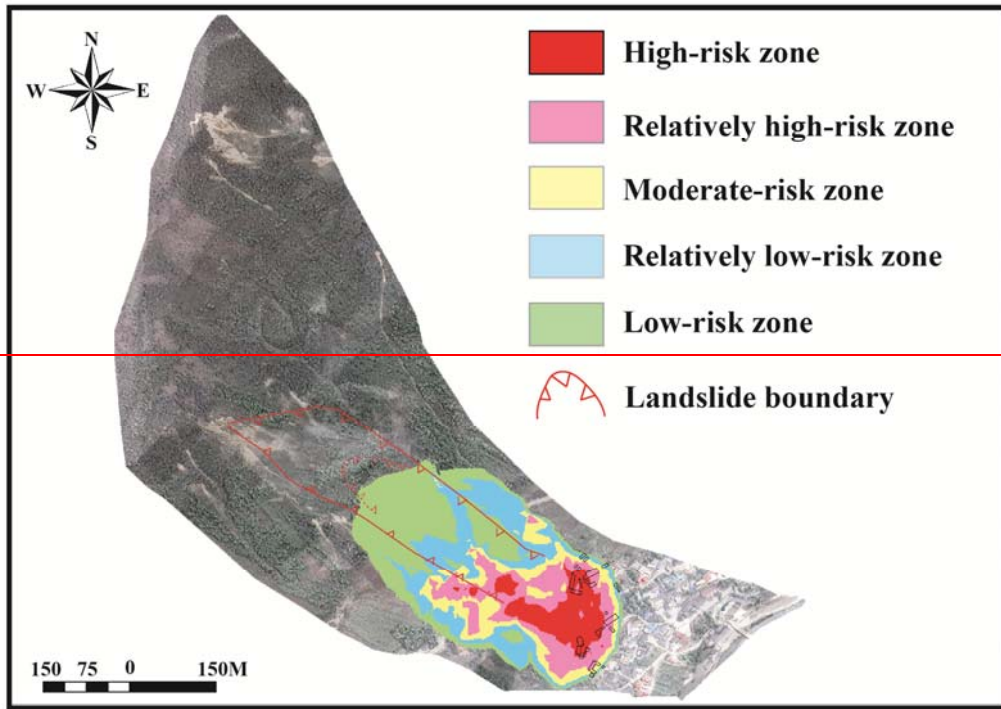 N
W E
S
High-risk zone
Relatively high-risk zone
Moderate-risk zone
Relatively low-risk zone
Low-risk zone
Landslide boundary
150 75 0 150M